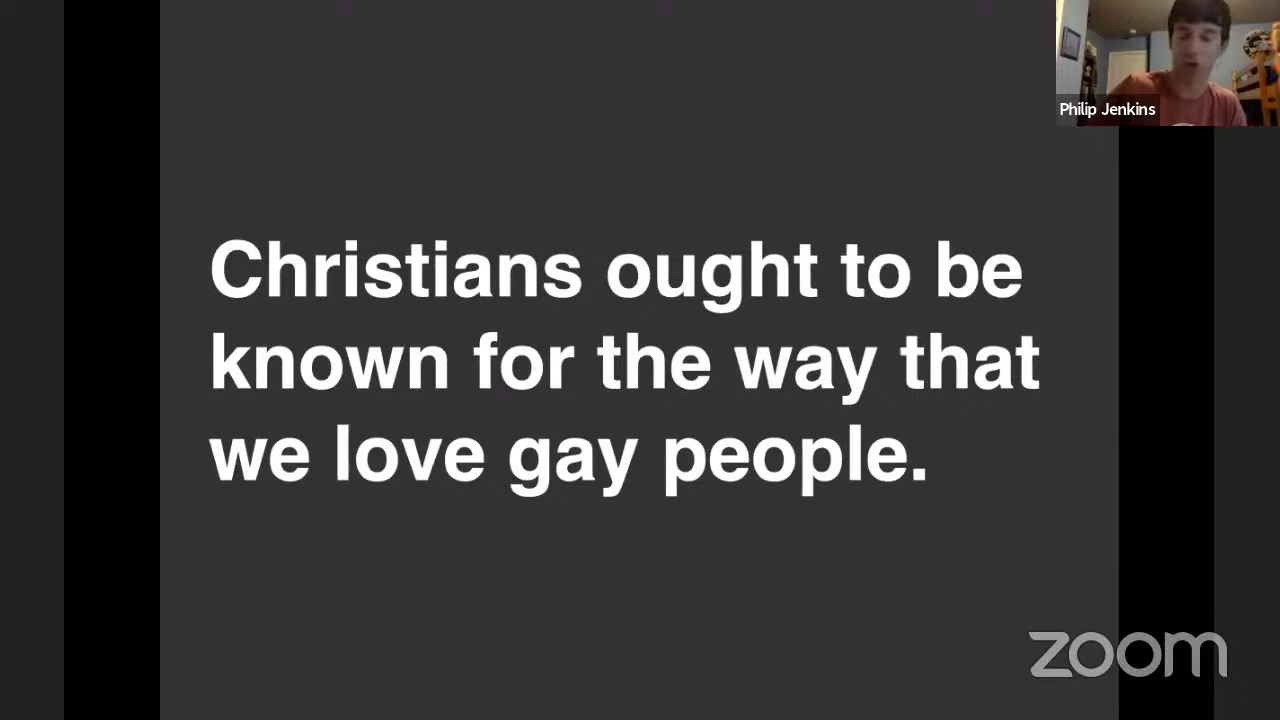 Philip Jenkins
Christians ought to be
known for the way that
we love gay people.
zoom